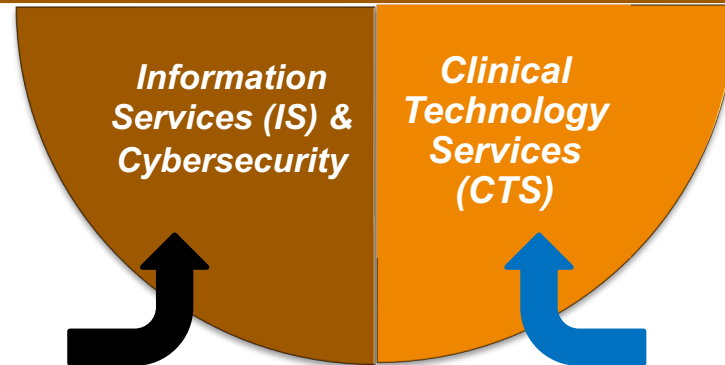 Information
Services (IS) &
Cybersecurity
Clinical
Technology
Services
(CTS)